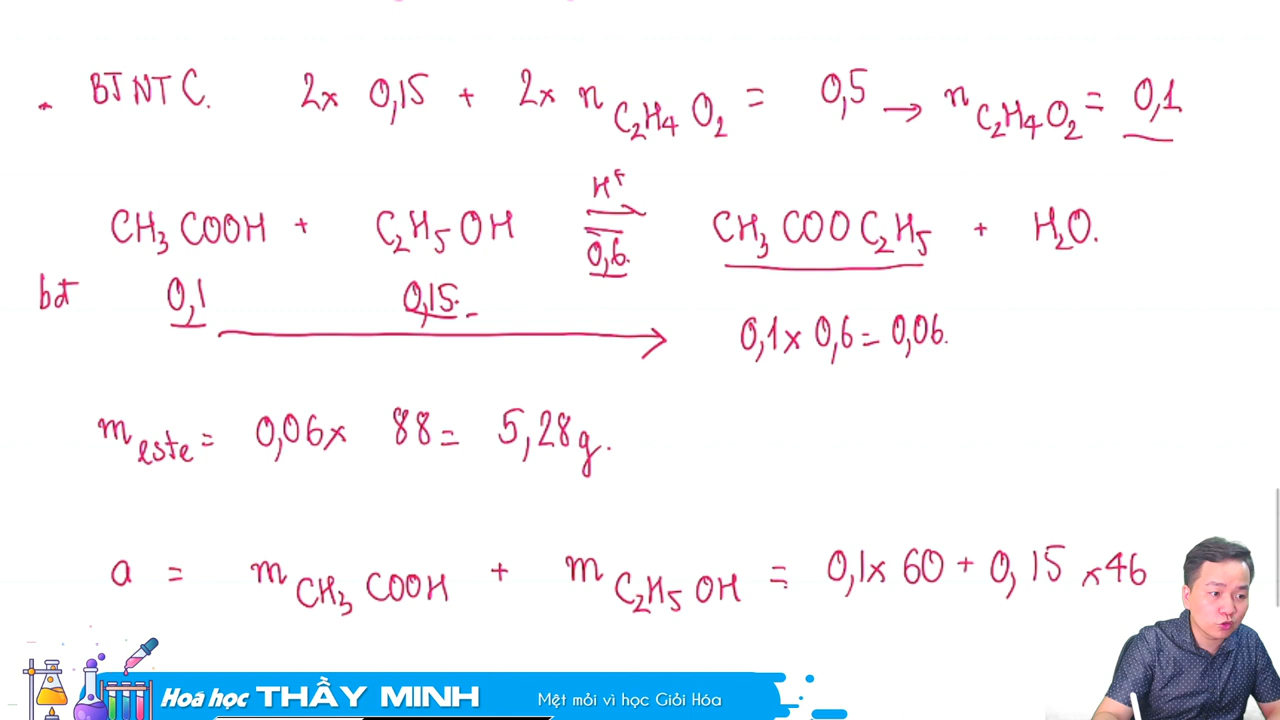 BTNT C. 2x 0,15 + 2x n C₂H₄O₂ = 0,5 → n C₂H₄O₂ = 0,1
H⁺
CH₃COOH + C₂H₅OH ⇌ CH₃COOC₂H₅ + H₂O.
0,6.
bđ 0,1 0,15. → 0,1 x 0,6 = 0,06.
m este = 0,06 x 88 = 5,28g.
a = m CH₃COOH + m C₂H₅OH = 0,1 x 60 + 0,15 x 46
Hoá học THẦY MINH Mệt mỏi vì học Giỏi Hóa